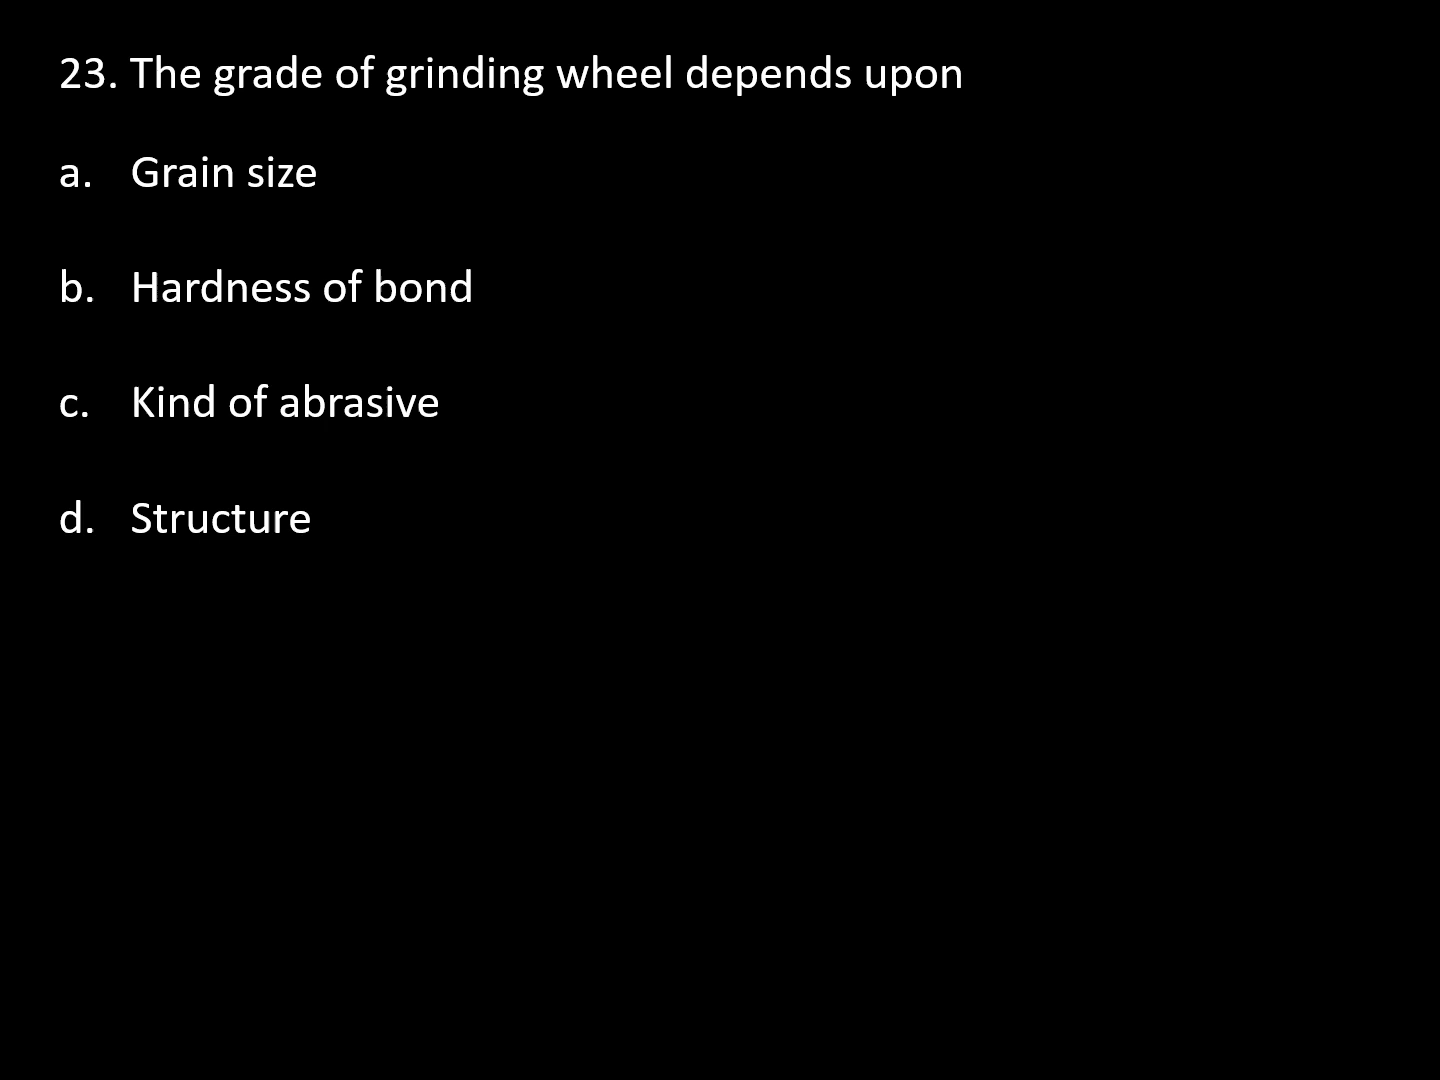 23. The grade of grinding wheel depends upon
a. Grain size
b. Hardness of bond
c. Kind of abrasive
d. Structure